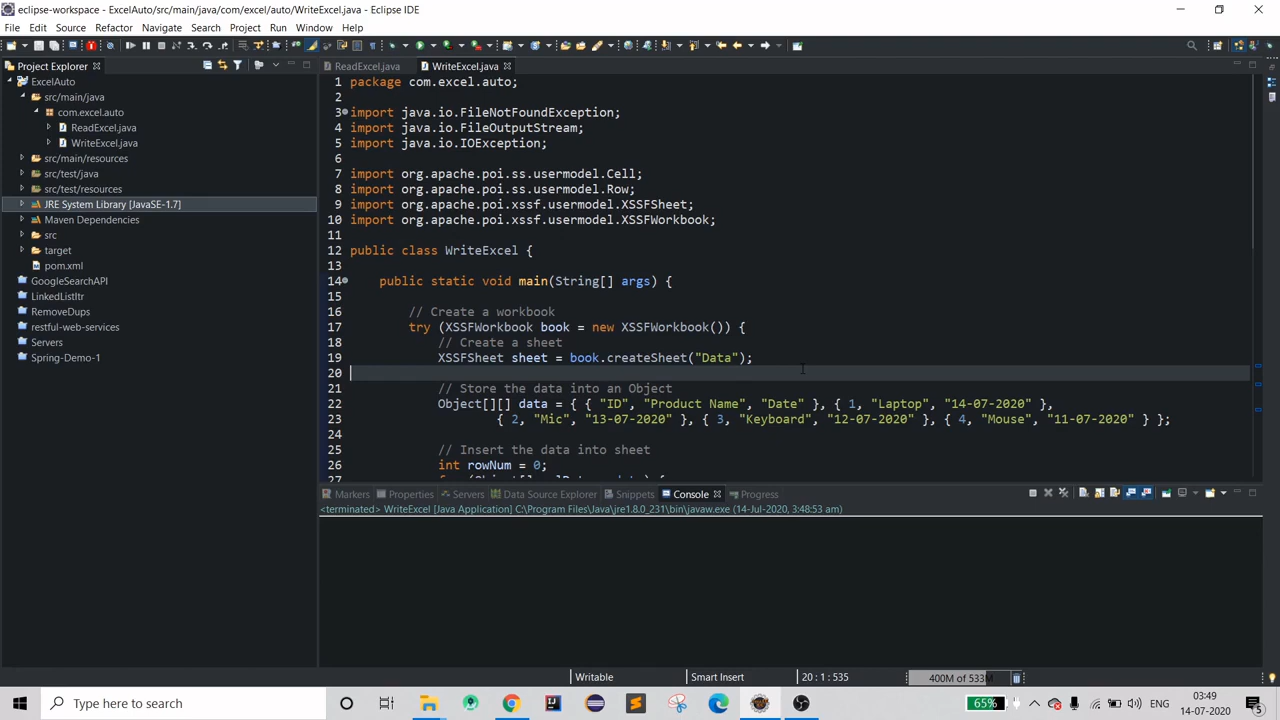 eclipse-workspace - ExcelAuto/src/main/java/com/excel/auto/WriteExcel.java - Eclipse IDE
File Edit Source Refactor Navigate Search Project Run Window Help
Project Explorer
ExcelAuto
src/main/java
com.excel.auto
ReadExcel.java
WriteExcel.java
src/main/resources
src/test/java
src/test/resources
JRE System Library [JavaSE-1.7]
Maven Dependencies
src
target
pom.xml
GoogleSearchAPI
LinkedListItr
RemoveDups
restful-web-services
Servers
Spring-Demo-1
ReadExcel.java WriteExcel.java
1 package com.excel.auto;
2
3 import java.io.FileNotFoundException;
4 import java.io.FileOutputStream;
5 import java.io.IOException;
6
7 import org.apache.poi.ss.usermodel.Cell;
8 import org.apache.poi.ss.usermodel.Row;
9 import org.apache.poi.xssf.usermodel.XSSFSheet;
10 import org.apache.poi.xssf.usermodel.XSSFWorkbook;
11
12 public class WriteExcel {
13
14 public static void main(String[] args) {
15
16 // Create a workbook
17 try (XSSFWorkbook book = new XSSFWorkbook()) {
18 // Create a sheet
19 XSSFSheet sheet = book.createSheet("Data");
20
21 // Store the data into an Object
22 Object[][] data = { { "ID", "Product Name", "Date" }, { 1, "Laptop", "14-07-2020" },
23 { 2, "Mic", "13-07-2020" }, { 3, "Keyboard", "12-07-2020" }, { 4, "Mouse", "11-07-2020" } };
24
25 // Insert the data into sheet
26 int rowNum = 0;
Markers Properties Servers Data Source Explorer Snippets Console Progress
<terminated> WriteExcel [Java Application] C:\Program Files\Java\jre1.8.0_231\bin\javaw.exe (14-Jul-2020, 3:48:53 am)
Writable Smart Insert 20 : 1 : 535 400M of 533M
Type here to search
65% ENG 03:49
14-07-2020
5